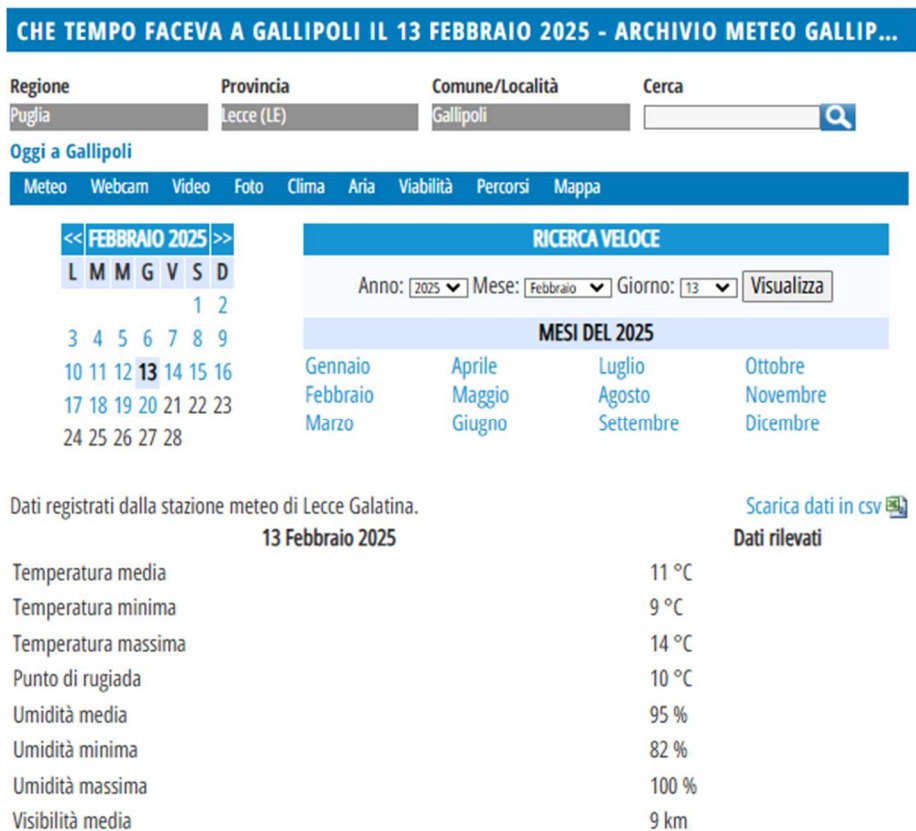 CHE TEMPO FACEVA A GALLIPOLI IL 13 FEBBRAIO 2025 - ARCHIVIO METEO GALLIP...
Regione Provincia Comune/Località Cerca
Puglia Lecce (LE) Gallipoli
Oggi a Gallipoli
Meteo Webcam Video Foto Clima Aria Viabilità Percorsi Mappa
<< FEBBRAIO 2025 >>
L M M G V S D
1 2
3 4 5 6 7 8 9
10 11 12 13 14 15 16
17 18 19 20 21 22 23
24 25 26 27 28
RICERCA VELOCE
Anno: 2025 Mese: Febbraio Giorno: 13 Visualizza
MESI DEL 2025
Gennaio Aprile Luglio Ottobre
Febbraio Maggio Agosto Novembre
Marzo Giugno Settembre Dicembre
Dati registrati dalla stazione meteo di Lecce Galatina. Scarica dati in csv
13 Febbraio 2025 Dati rilevati
Temperatura media 11 °C
Temperatura minima 9 °C
Temperatura massima 14 °C
Punto di rugiada 10 °C
Umidità media 95 %
Umidità minima 82 %
Umidità massima 100 %
Visibilità media 9 km